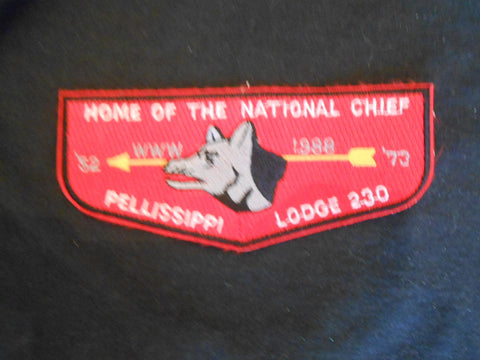 HOME OF THE NATIONAL CHIEF
WWW 1988
'52 '73
PELLISSIPPI LODGE 230